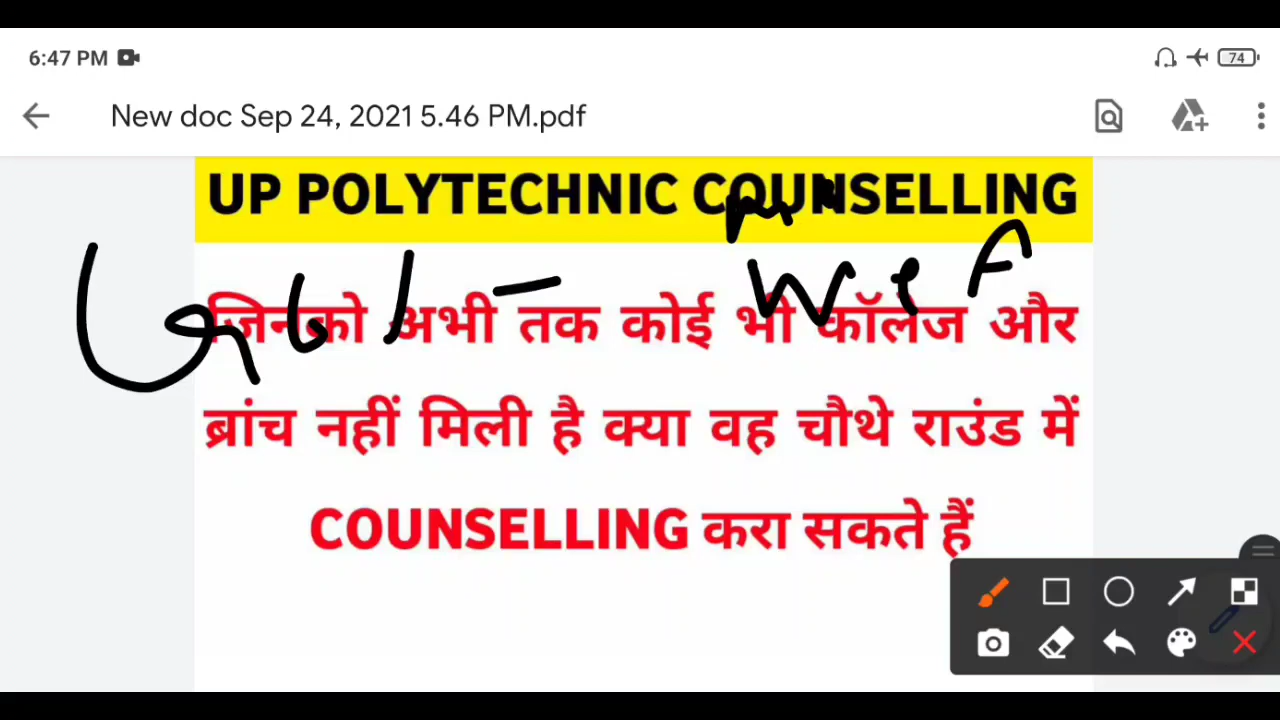 6:47 PM
74
New doc Sep 24, 2021 5.46 PM.pdf
UP POLYTECHNIC COUNSELLING
जिनको अभी तक कोई भी कॉलेज और
ब्रांच नहीं मिली है क्या वह चौथे राउंड में
COUNSELLING करा सकते हैं